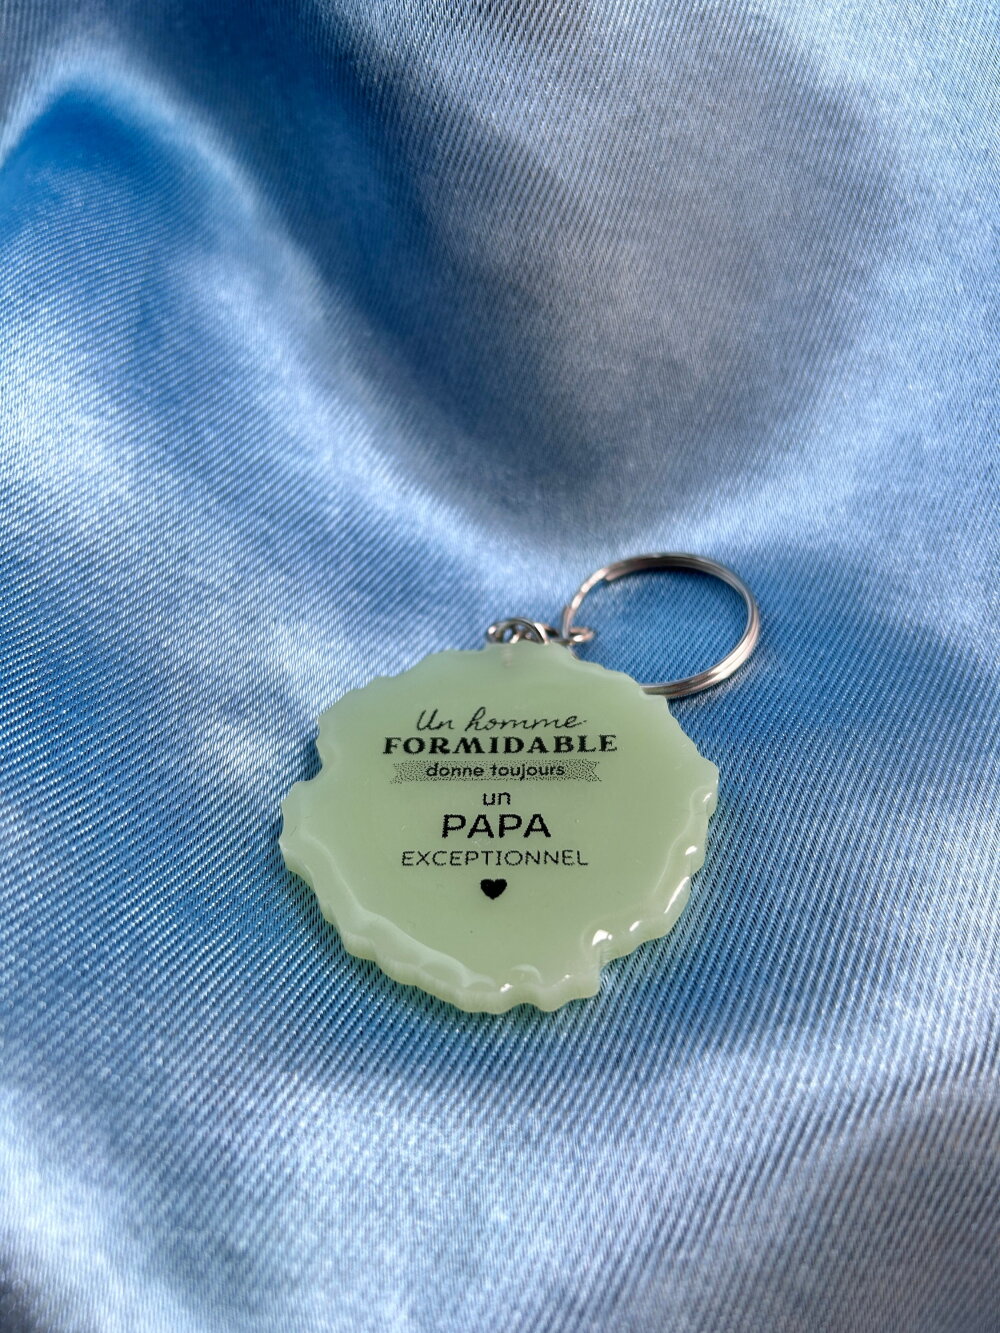 Un homme
FORMIDABLE
donne toujours
un
PAPA
EXCEPTIONNEL